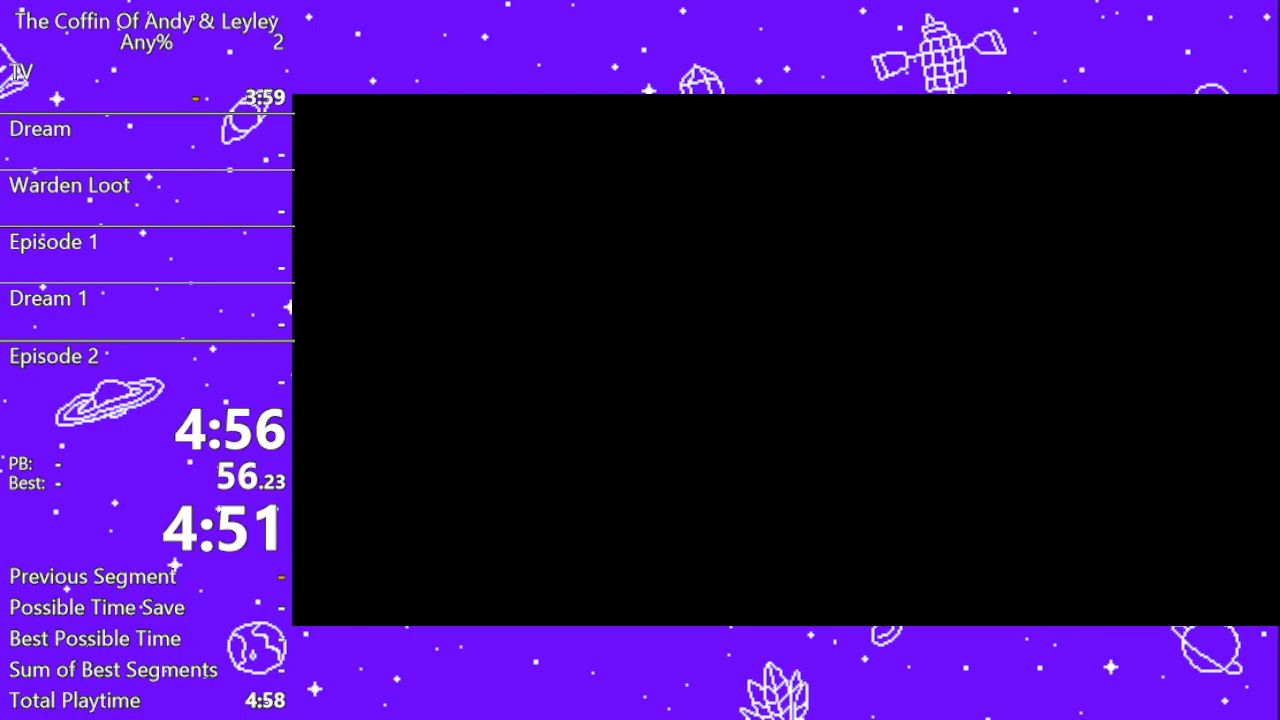 The Coffin Of Andy & Leyley
Any% 2
TV
- 3:59
Dream
-
Warden Loot
-
Episode 1
-
Dream 1
-
Episode 2
-
4:56
PB: - 56.23
Best: -
4:51
Previous Segment -
Possible Time Save -
Best Possible Time -
Sum of Best Segments -
Total Playtime 4:58